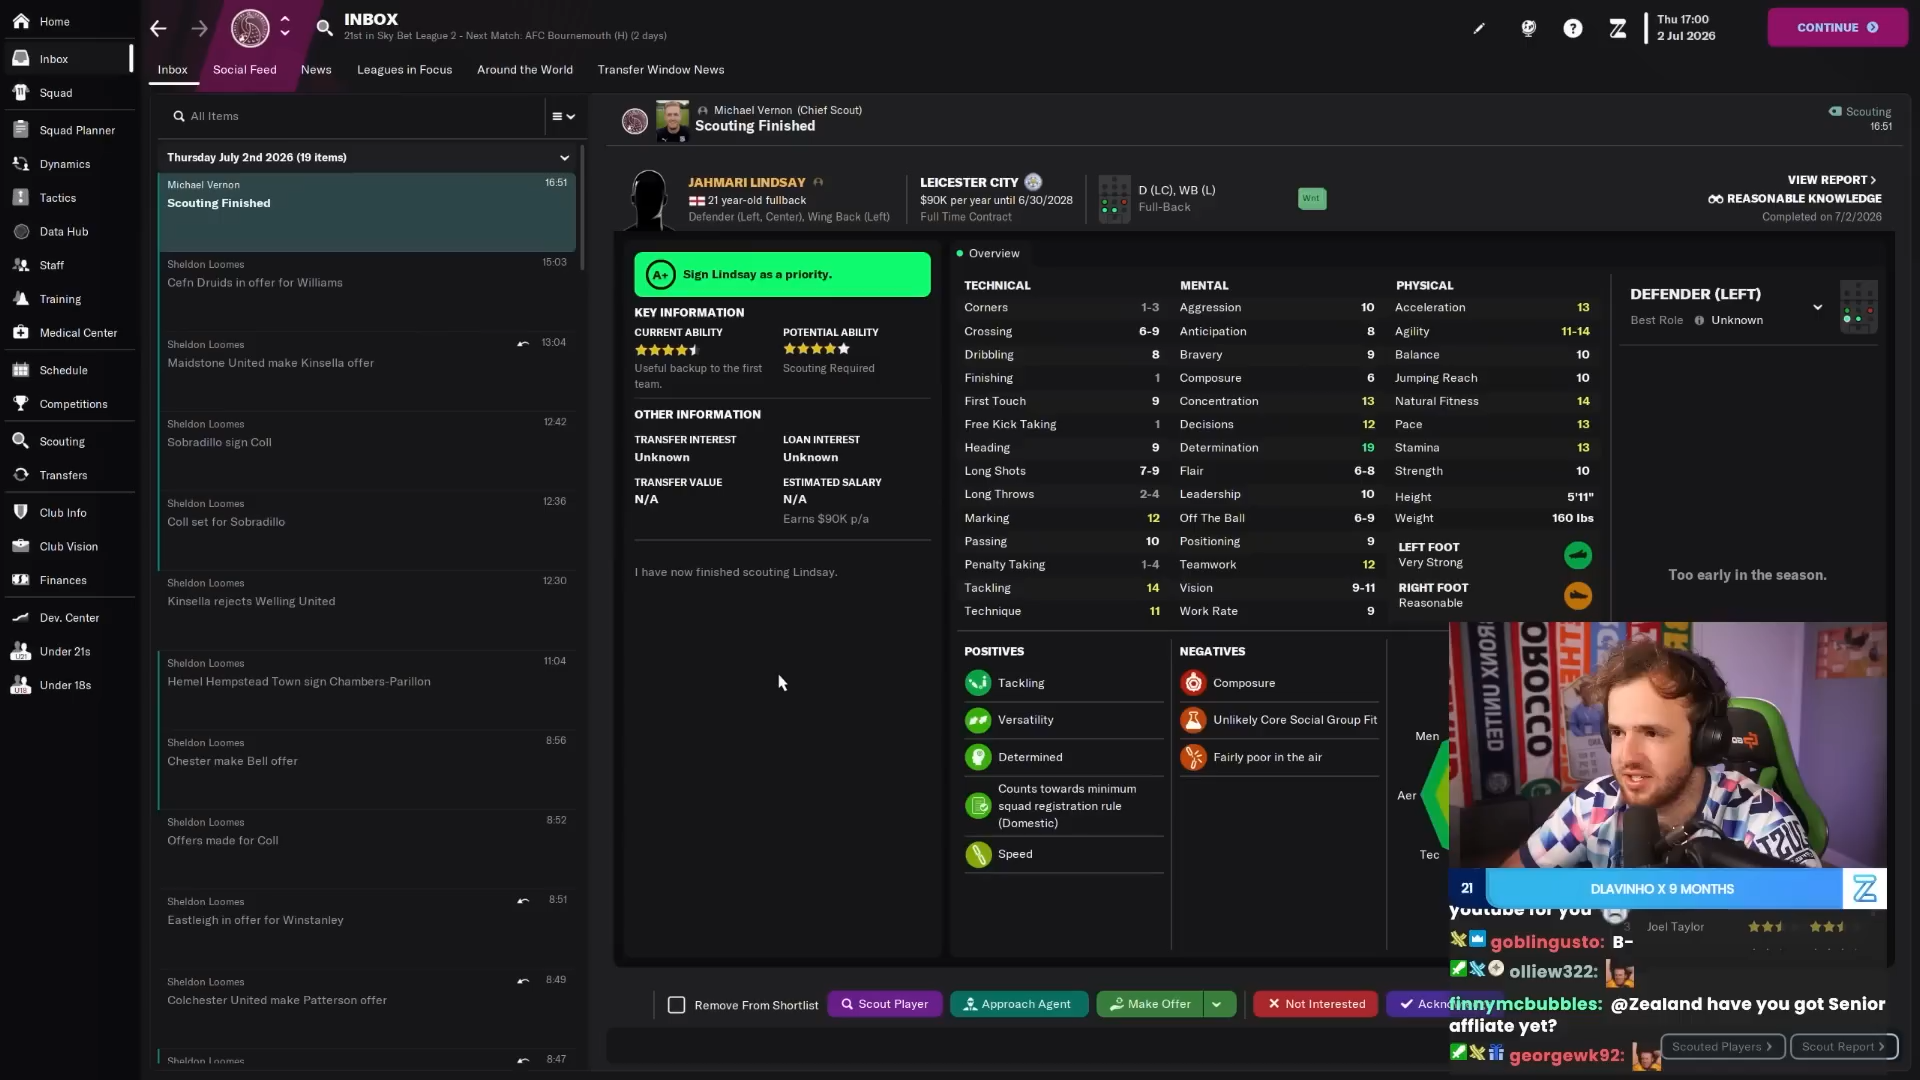 Home
Inbox
Squad
Squad Planner
Dynamics
Tactics
Data Hub
Staff
Training
Medical Center
Schedule
Competitions
Scouting
Transfers
Club Info
Club Vision
Finances
Dev. Center
Under 21s
Under 18s
INBOX
21st in Sky Bet League 2 - Next Match: AFC Bournemouth (H) (2 days)
Thu 17:00
2 Jul 2026
CONTINUE
Inbox
Social Feed
News
Leagues in Focus
Around the World
Transfer Window News
All Items
Thursday July 2nd 2026 (19 items)
Michael Vernon 16:51
Scouting Finished
Sheldon Loomes 15:03
Cefn Druids in offer for Williams
Sheldon Loomes 13:04
Maidstone United make Kinsella offer
Sheldon Loomes 12:42
Sobradillo sign Coll
Sheldon Loomes 12:36
Coll set for Sobradillo
Sheldon Loomes 12:30
Kinsella rejects Welling United
Sheldon Loomes 11:04
Hemel Hempstead Town sign Chambers-Parillon
Sheldon Loomes 8:56
Chester make Bell offer
Sheldon Loomes 8:52
Offers made for Coll
Sheldon Loomes 8:51
Eastleigh in offer for Winstanley
Sheldon Loomes 8:49
Colchester United make Patterson offer
Sheldon Loomes 8:47
Michael Vernon (Chief Scout)
Scouting Finished
Scouting
16:51
JAHMARI LINDSAY
21 year-old fullback
Defender (Left, Center), Wing Back (Left)
LEICESTER CITY
$90K per year until 6/30/2028
Full Time Contract
D (LC), WB (L)
Full-Back
Wnt
VIEW REPORT >
REASONABLE KNOWLEDGE
Completed on 7/2/2026
A+ Sign Lindsay as a priority.
KEY INFORMATION
CURRENT ABILITY
Useful backup to the first
team.
POTENTIAL ABILITY
Scouting Required
OTHER INFORMATION
TRANSFER INTEREST
Unknown
LOAN INTEREST
Unknown
TRANSFER VALUE
N/A
ESTIMATED SALARY
N/A
Earns $90K p/a
I have now finished scouting Lindsay.
Overview
TECHNICAL
Corners 1-3
Crossing 6-9
Dribbling 8
Finishing 1
First Touch 9
Free Kick Taking 1
Heading 9
Long Shots 7-9
Long Throws 2-4
Marking 12
Passing 10
Penalty Taking 1-4
Tackling 14
Technique 11
MENTAL
Aggression 10
Anticipation 8
Bravery 9
Composure 6
Concentration 13
Decisions 12
Determination 19
Flair 6-8
Leadership 10
Off The Ball 6-9
Positioning 9
Teamwork 12
Vision 9-11
Work Rate 9
PHYSICAL
Acceleration 13
Agility 11-14
Balance 10
Jumping Reach 10
Natural Fitness 14
Pace 13
Stamina 13
Strength 10
Height 5'11"
Weight 160 lbs
LEFT FOOT
Very Strong
RIGHT FOOT
Reasonable
DEFENDER (LEFT)
Best Role Unknown
Too early in the season.
POSITIVES
Tackling
Versatility
Determined
Counts towards minimum
squad registration rule
(Domestic)
Speed
NEGATIVES
Composure
Unlikely Core Social Group Fit
Fairly poor in the air
Men
Aer
Tec
OROCCO
UNITED
21 DLAVINHO X 9 MONTHS
youtube for you
3 Joel Taylor
goblingusto: B-
olliew322:
finnymcbubbles: @Zealand have you got Senior
affliate yet?
georgewk92:
Remove From Shortlist
Scout Player
Approach Agent
Make Offer
Not Interested
Scouted Players >
Scout Report >